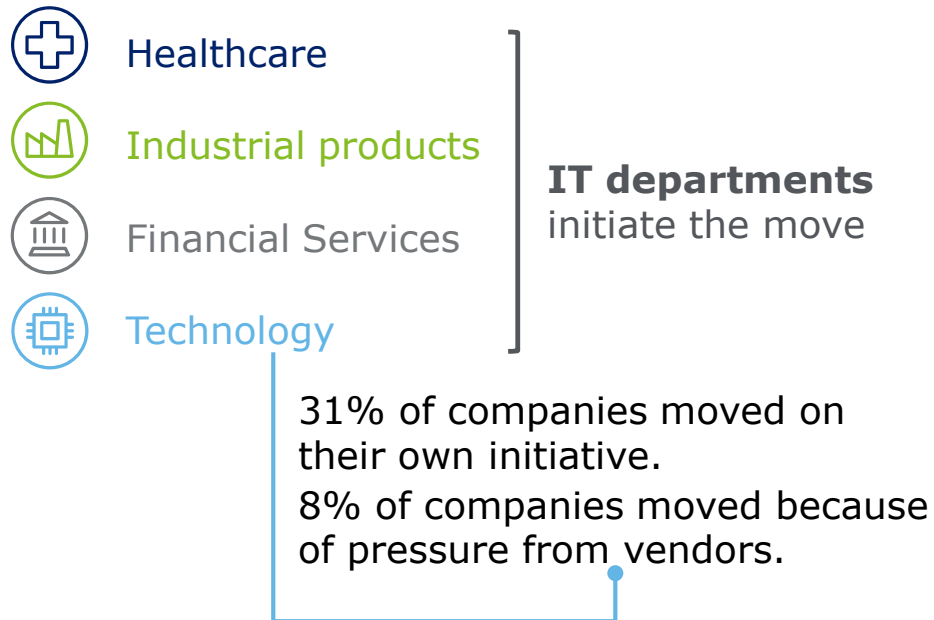 Healthcare
Industrial products
Financial Services
Technology
IT departments
initiate the move
31% of companies moved on
their own initiative.
8% of companies moved because
of pressure from vendors.